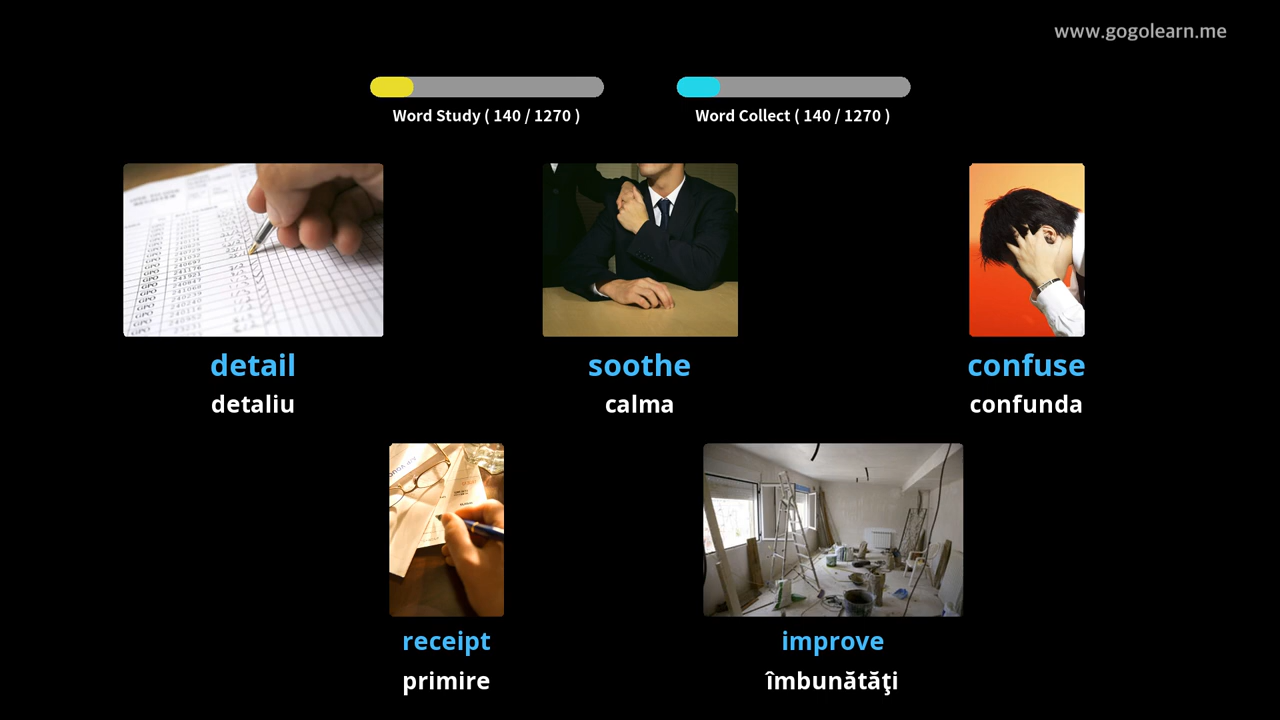 www.gogolearn.me
Word Study ( 140 / 1270 )
Word Collect ( 140 / 1270 )
detail
detaliu
soothe
calma
confuse
confunda
receipt
primire
improve
îmbunătăţi